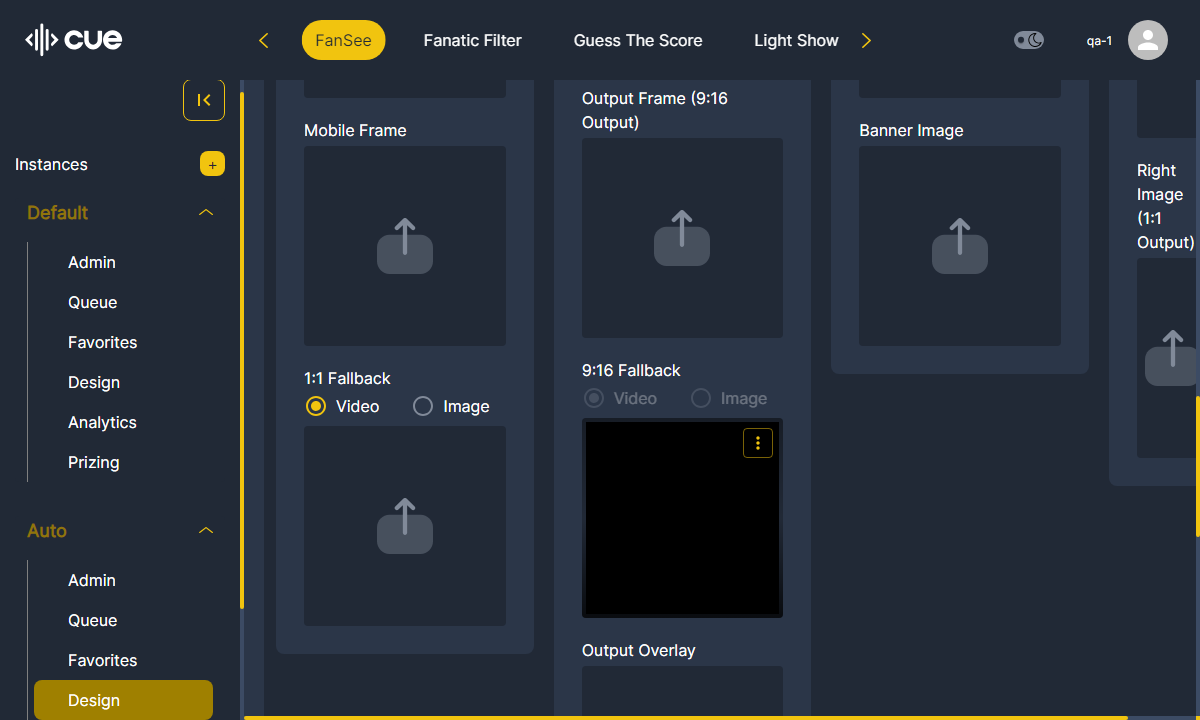 cue
FanSee
Fanatic Filter
Guess The Score
Light Show
qa-1
Instances
+
Default
Admin
Queue
Favorites
Design
Analytics
Prizing
Auto
Admin
Queue
Favorites
Design
Mobile Frame
1:1 Fallback
Video
Image
Output Frame (9:16
Output)
9:16 Fallback
Video
Image
Output Overlay
Banner Image
Right
Image
(1:1
Output)